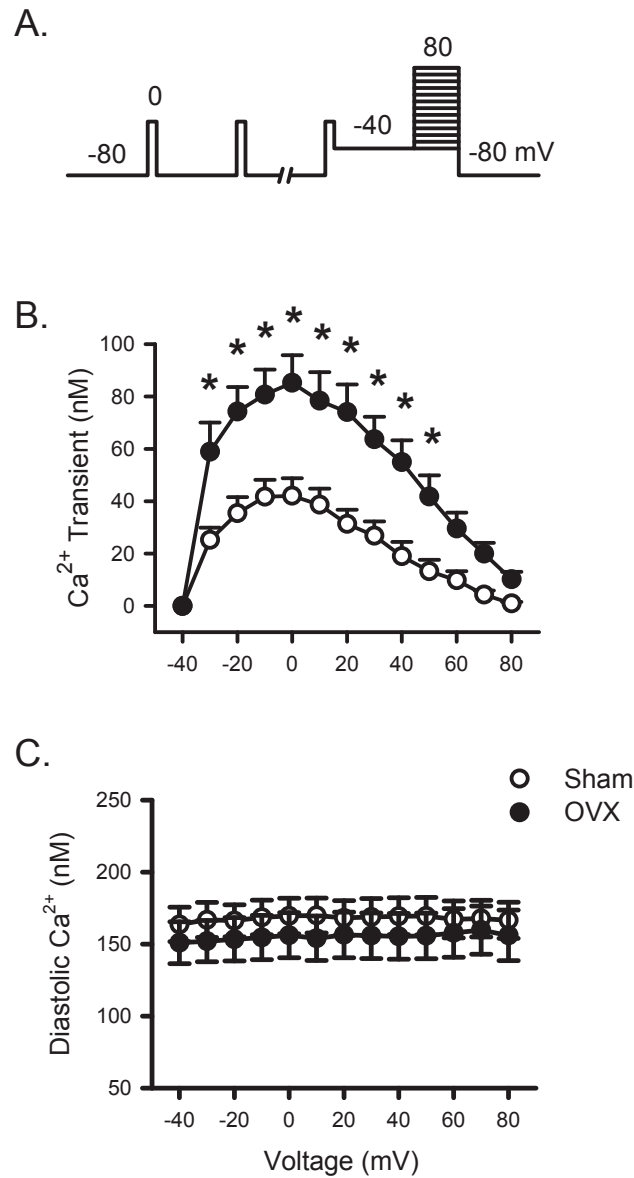 A.
80
0
-40
-80
-80 mV
B.
* * * * * * * * *
100
80
60
40
20
0
Ca²⁺ Transient (nM)
-40 -20 0 20 40 60 80
C.
Sham
OVX
250
200
150
100
50
Diastolic Ca²⁺ (nM)
-40 -20 0 20 40 60 80
Voltage (mV)